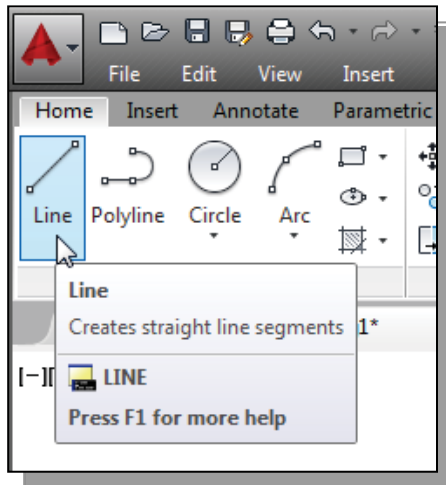 File Edit View Insert
Home Insert Annotate Parametric
Line Polyline Circle Arc
Line
Creates straight line segments
1*
[−][
LINE
Press F1 for more help